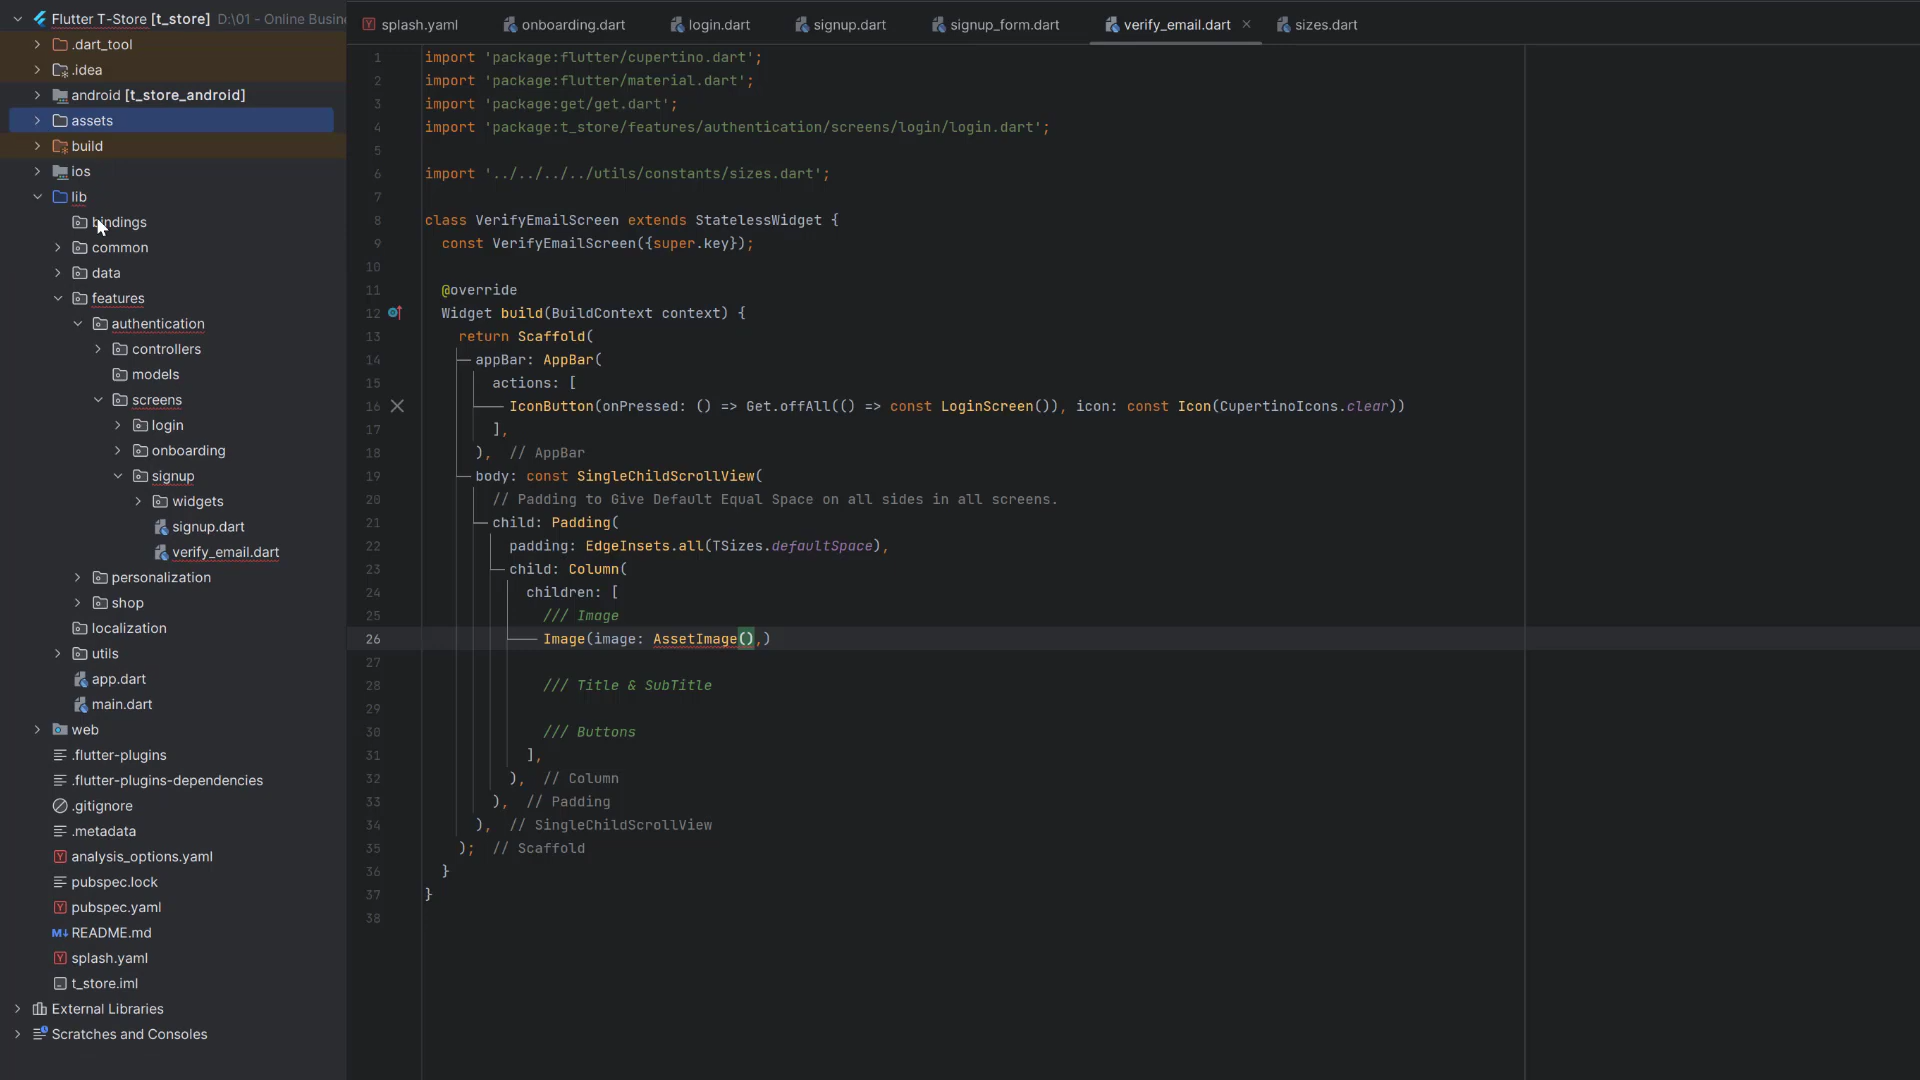 Flutter T-Store [t_store] D:\01 - Online Busine
.dart_tool
.idea
android [t_store_android]
assets
build
ios
lib
bindings
common
data
features
authentication
controllers
models
screens
login
onboarding
signup
widgets
signup.dart
verify_email.dart
personalization
shop
localization
utils
app.dart
main.dart
web
.flutter-plugins
.flutter-plugins-dependencies
.gitignore
.metadata
analysis_options.yaml
pubspec.lock
pubspec.yaml
README.md
splash.yaml
t_store.iml
External Libraries
Scratches and Consoles
splash.yaml onboarding.dart login.dart signup.dart signup_form.dart verify_email.dart sizes.dart
1 import 'package:flutter/cupertino.dart';
2 import 'package:flutter/material.dart';
3 import 'package:get/get.dart';
4 import 'package:t_store/features/authentication/screens/login/login.dart';
5
6 import '../../../../utils/constants/sizes.dart';
7
8 class VerifyEmailScreen extends StatelessWidget {
9 const VerifyEmailScreen({super.key});
10
11 @override
12 Widget build(BuildContext context) {
13 return Scaffold(
14 appBar: AppBar(
15 actions: [
16 IconButton(onPressed: () => Get.offAll(() => const LoginScreen()), icon: const Icon(CupertinoIcons.clear))
17 ],
18 ), // AppBar
19 body: const SingleChildScrollView(
20 // Padding to Give Default Equal Space on all sides in all screens.
21 child: Padding(
22 padding: EdgeInsets.all(TSizes.defaultSpace),
23 child: Column(
24 children: [
25 /// Image
26 Image(image: AssetImage(),)
27
28 /// Title & SubTitle
29
30 /// Buttons
31 ],
32 ), // Column
33 ), // Padding
34 ), // SingleChildScrollView
35 ); // Scaffold
36 }
37 }
38